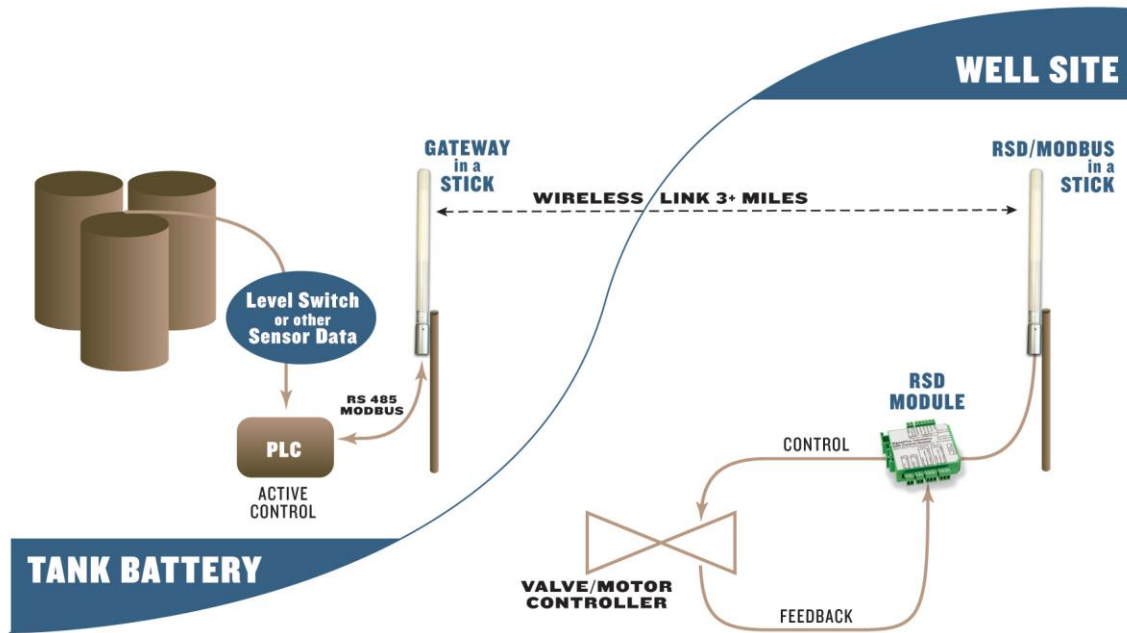 WELL SITE
GATEWAY
in a
STICK
RSD/MODBUS
in a
STICK
WIRELESS LINK 3+ MILES
Level Switch
or other
Sensor Data
RS 485
MODBUS
PLC
ACTIVE
CONTROL
RSD
MODULE
CONTROL
TANK BATTERY
VALVE/MOTOR
CONTROLLER
FEEDBACK